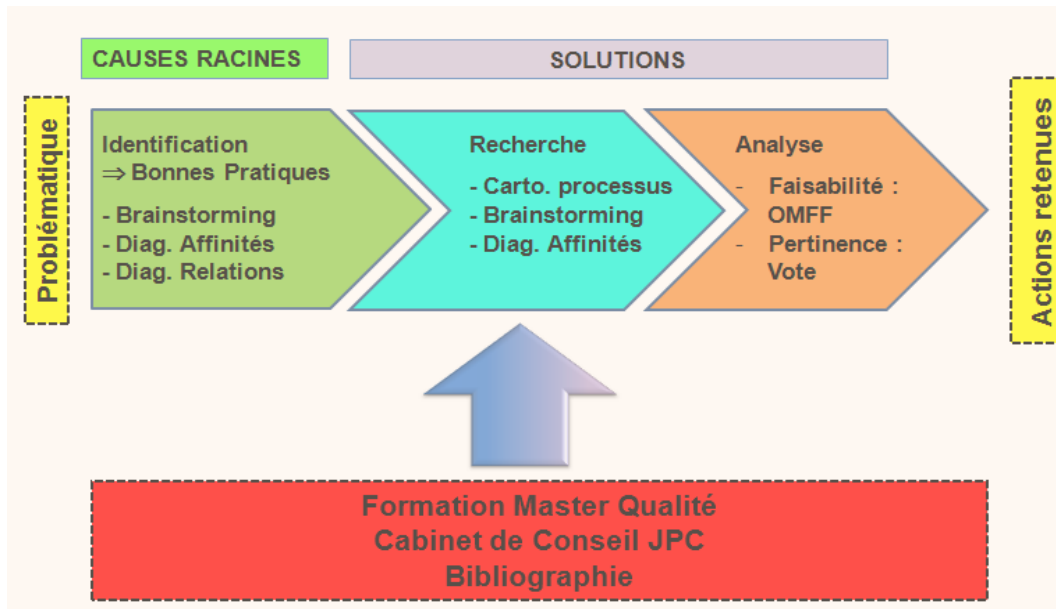 CAUSES RACINES
SOLUTIONS
Problématique
Identification
⇒ Bonnes Pratiques
- Brainstorming
- Diag. Affinités
- Diag. Relations
Recherche
- Carto. processus
- Brainstorming
- Diag. Affinités
Analyse
- Faisabilité :
OMFF
- Pertinence :
Vote
Actions retenues
Formation Master Qualité
Cabinet de Conseil JPC
Bibliographie